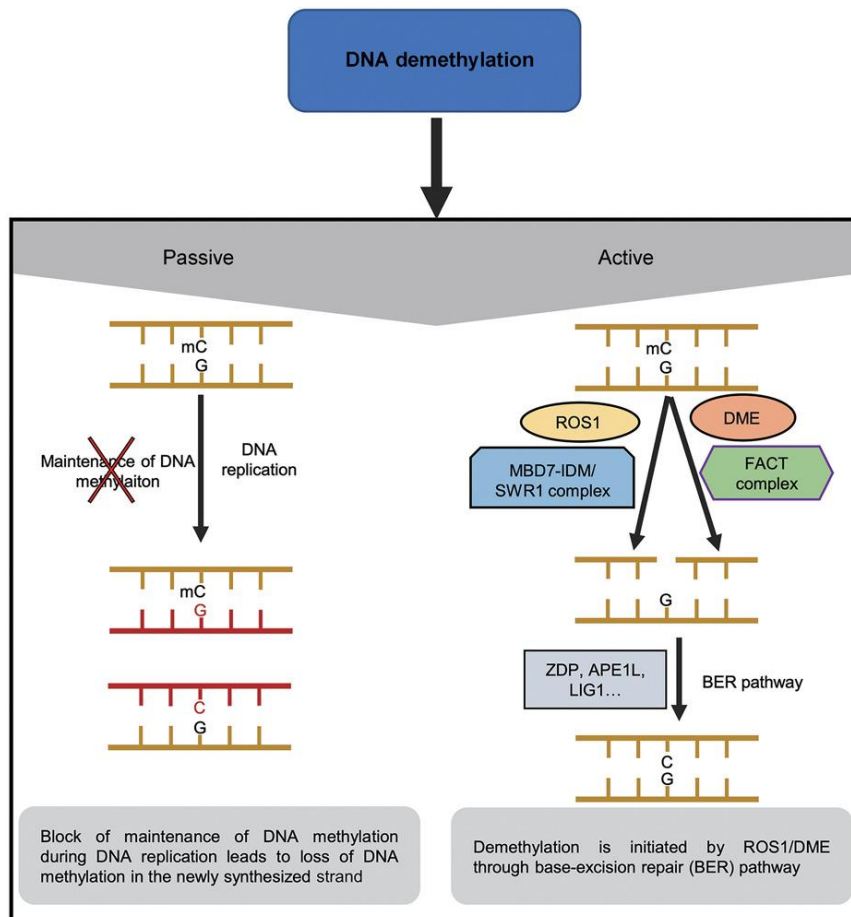 DNA demethylation
Passive
Active
mC
G
Maintenance of DNA
methylaiton
DNA
replication
mC
G
C
G
Block of maintenance of DNA methylation
during DNA replication leads to loss of DNA
methylation in the newly synthesized strand
mC
G
ROS1
DME
MBD7-IDM/
SWR1 complex
FACT
complex
G
ZDP, APE1L,
LIG1...
BER pathway
C
G
Demethylation is initiated by ROS1/DME
through base-excision repair (BER) pathway